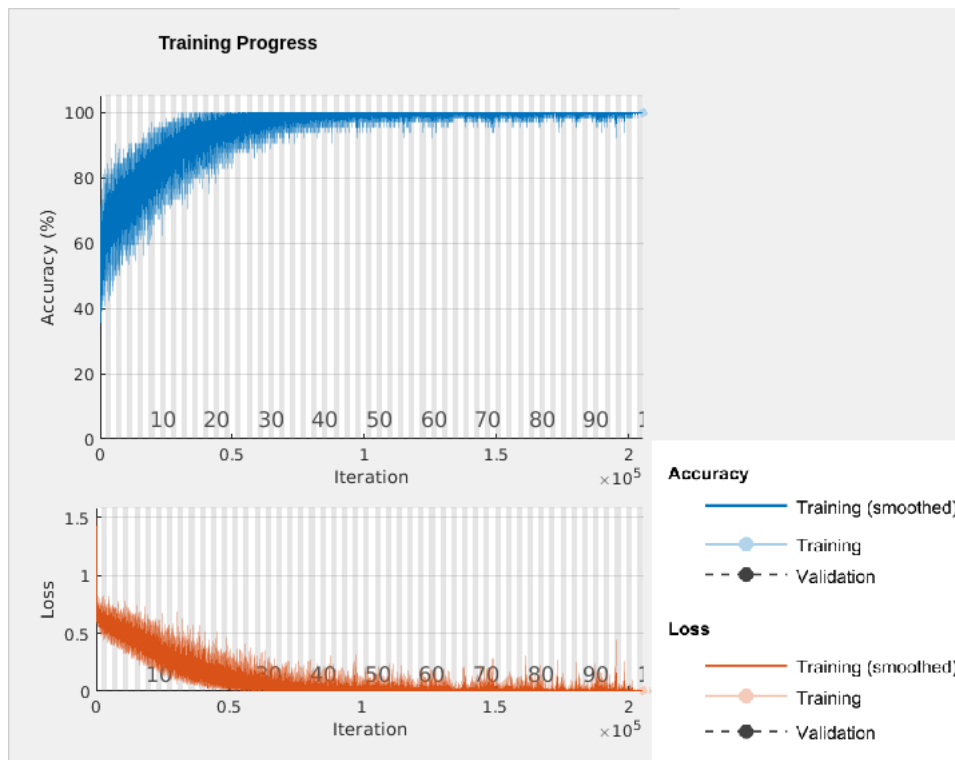 Training Progress
100
80
60
40
20
0
Accuracy (%)
10 20 30 40 50 60 70 80 90 1
0 0.5 1 1.5 2
Iteration
×10^5
1.5
1
0.5
0
Loss
10 30 40 50 60 70 80 90 1
0 0.5 1 1.5 2
Iteration
×10^5
Accuracy
Training (smoothed)
Training
Validation
Loss
Training (smoothed)
Training
Validation